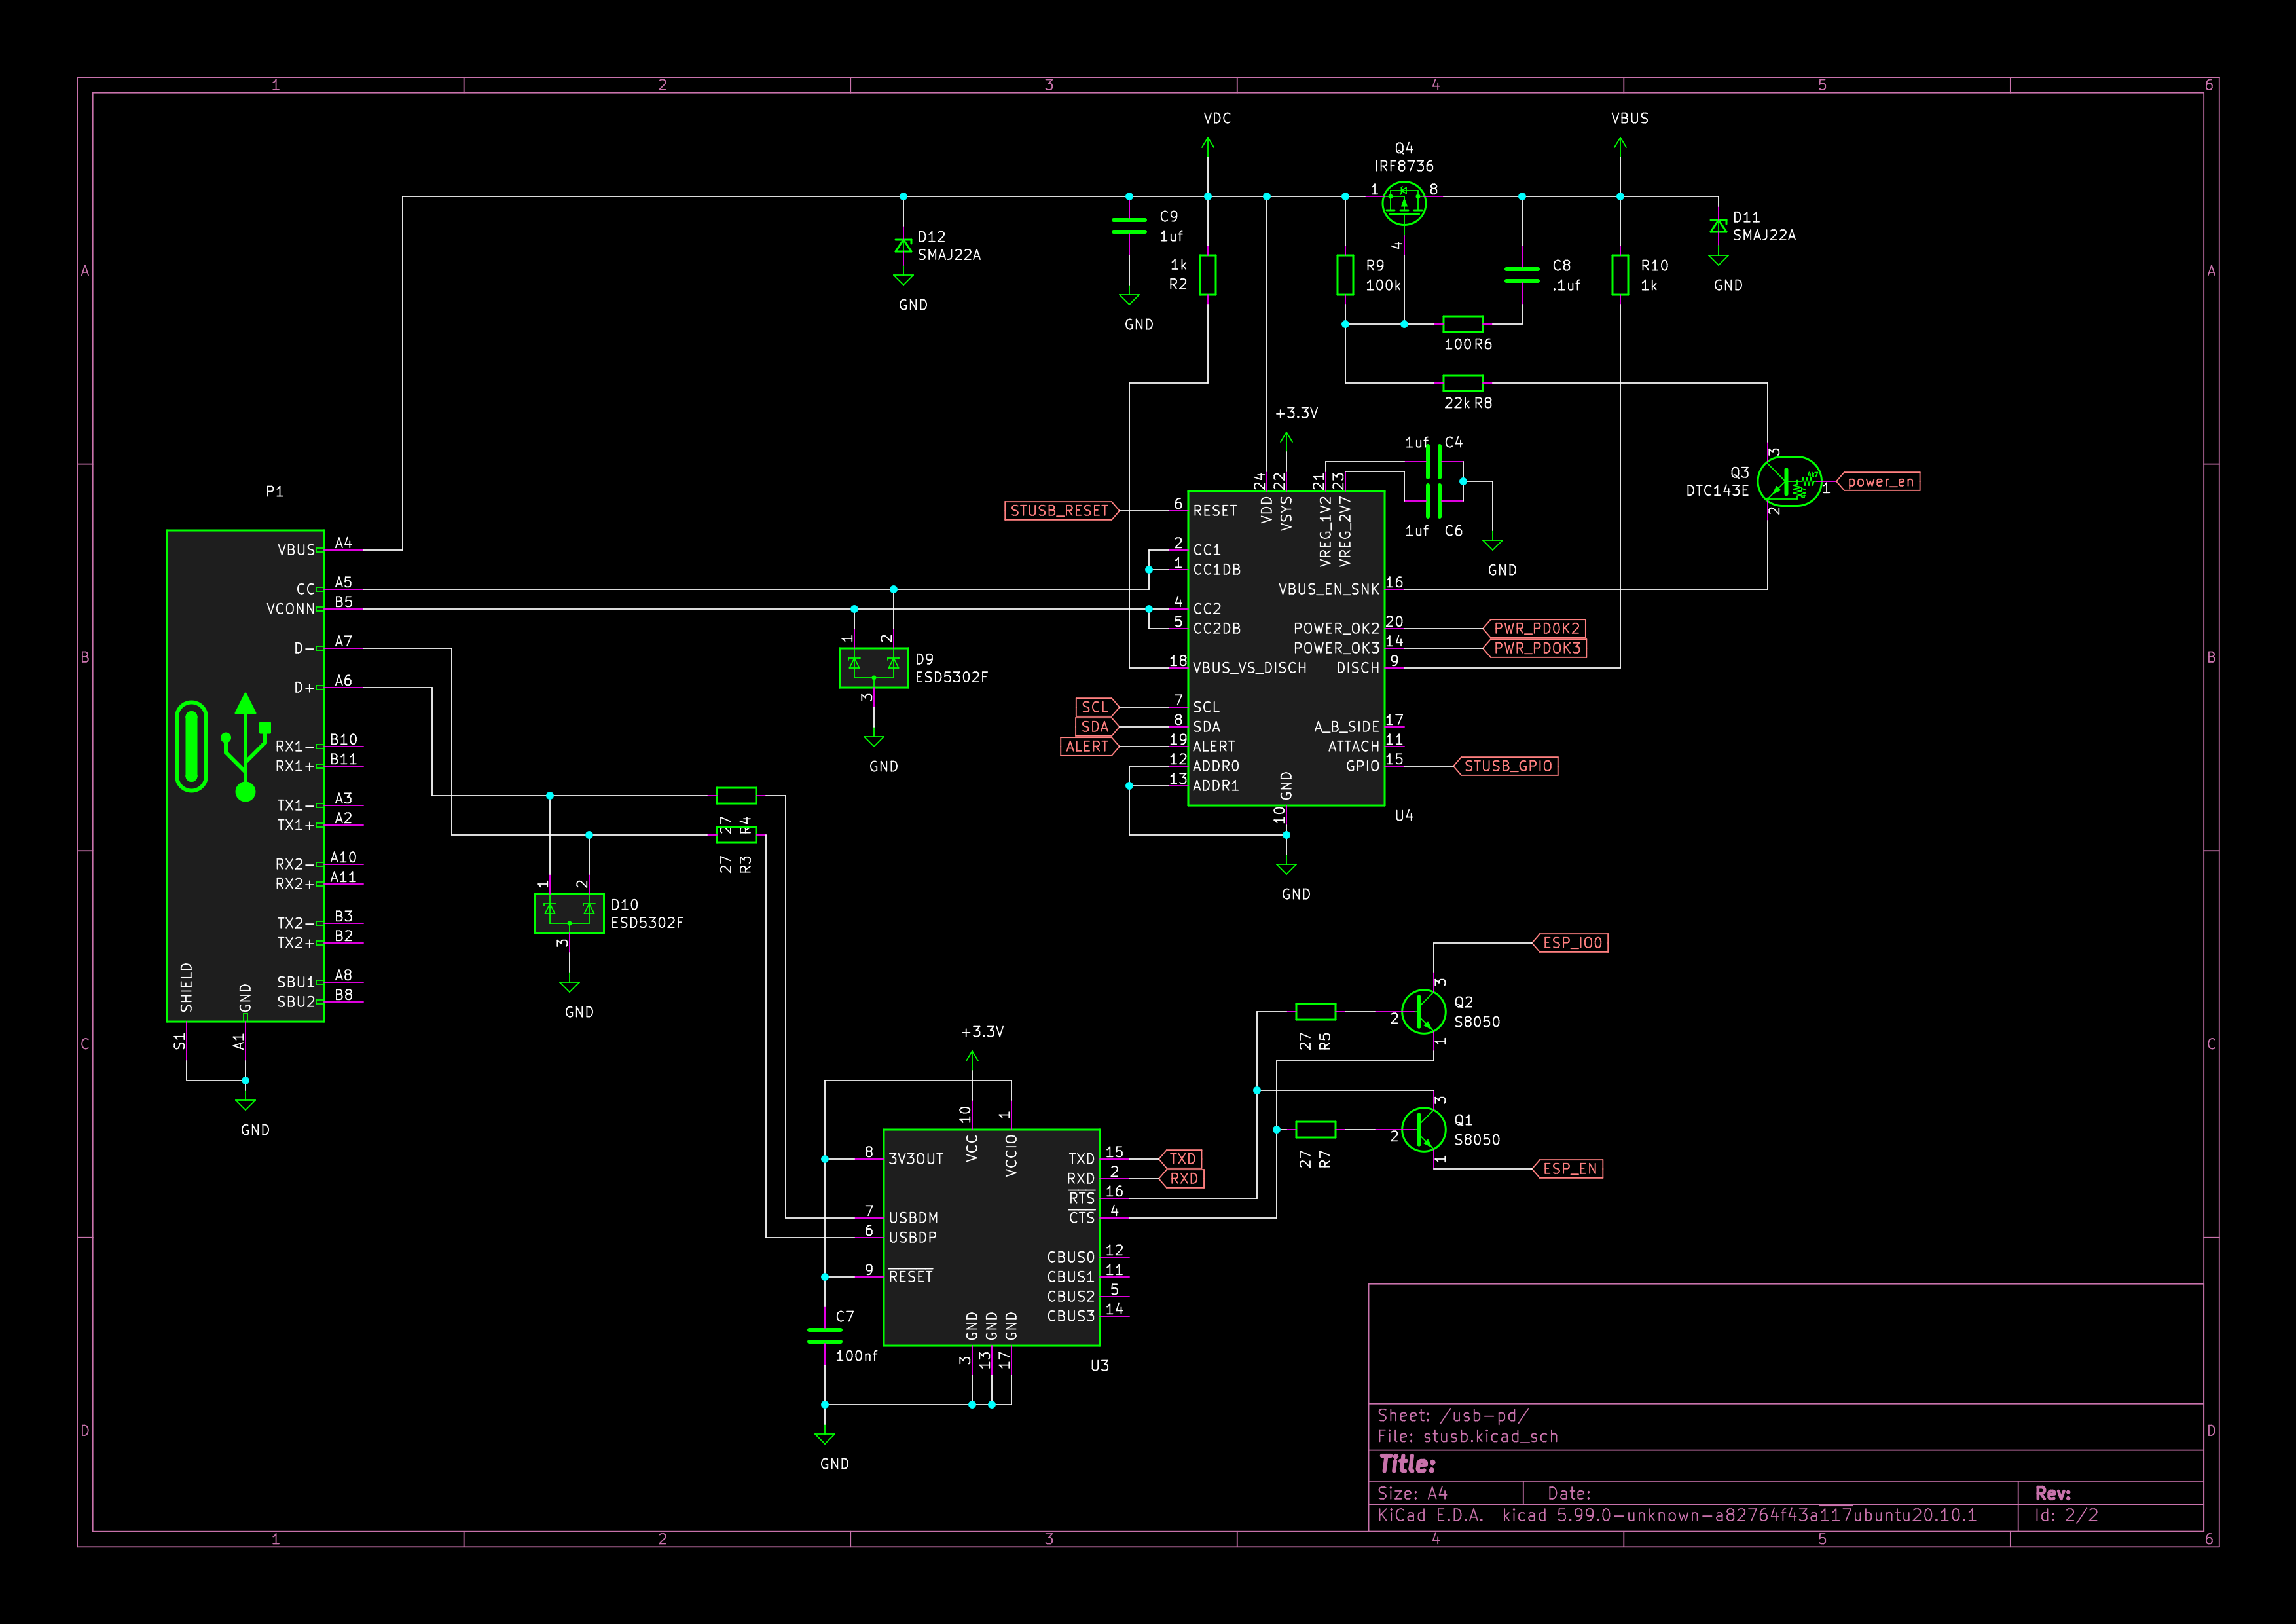 1 2 3 4 5 6
A
B
C
D
A
B
C
D
1 2 3 4 5 6
VDC
VBUS
Q4
IRF8736
1
8
4
D12
SMAJ22A
GND
C9
1uf
GND
1k
R2
R9
100k
C8
.1uf
R10
1k
D11
SMAJ22A
GND
100 R6
22k R8
+3.3V
1uf C4
1uf C6
GND
Q3
DTC143E
3
1
2
4k7
4k7
power_en
P1
VBUS A4
CC A5
VCONN B5
D- A7
D+ A6
RX1- B10
RX1+ B11
TX1- A3
TX1+ A2
RX2- A10
RX2+ A11
TX2- B3
TX2+ B2
SBU1 A8
SBU2 B8
SHIELD
GND
S1
A1
GND
STUSB_RESET
6 RESET
2 CC1
1 CC1DB
4 CC2
5 CC2DB
18 VBUS_VS_DISCH
SCL 7 SCL
SDA 8 SDA
ALERT 19 ALERT
12 ADDR0
13 ADDR1
24 22 21 23
VDD
VSYS
VREG_1V2
VREG_2V7
VBUS_EN_SNK 16
POWER_OK2 20 PWR_PDOK2
POWER_OK3 14 PWR_PDOK3
DISCH 9
A_B_SIDE 17
ATTACH 11
GPIO 15 STUSB_GPIO
GND
10
U4
GND
1 2
D9
ESD5302F
3
GND
27 R4
27 R3
1 2
D10
ESD5302F
3
GND
+3.3V
10 1
VCC
VCCIO
8 3V3OUT
7 USBDM
6 USBDP
9 RESET
TXD 15 TXD
RXD 2 RXD
RTS 16
CTS 4
CBUS0 12
CBUS1 11
CBUS2 5
CBUS3 14
GND GND GND
3 13 17
U3
C7
100nf
GND
ESP_IO0
3
2
1
Q2
S8050
27 R5
3
2
1
Q1
S8050
27 R7
ESP_EN
Sheet: /usb-pd/
File: stusb.kicad_sch
Title:
Size: A4 Date: Rev:
KiCad E.D.A. kicad 5.99.0-unknown-a82764f43a117ubuntu20.10.1 Id: 2/2